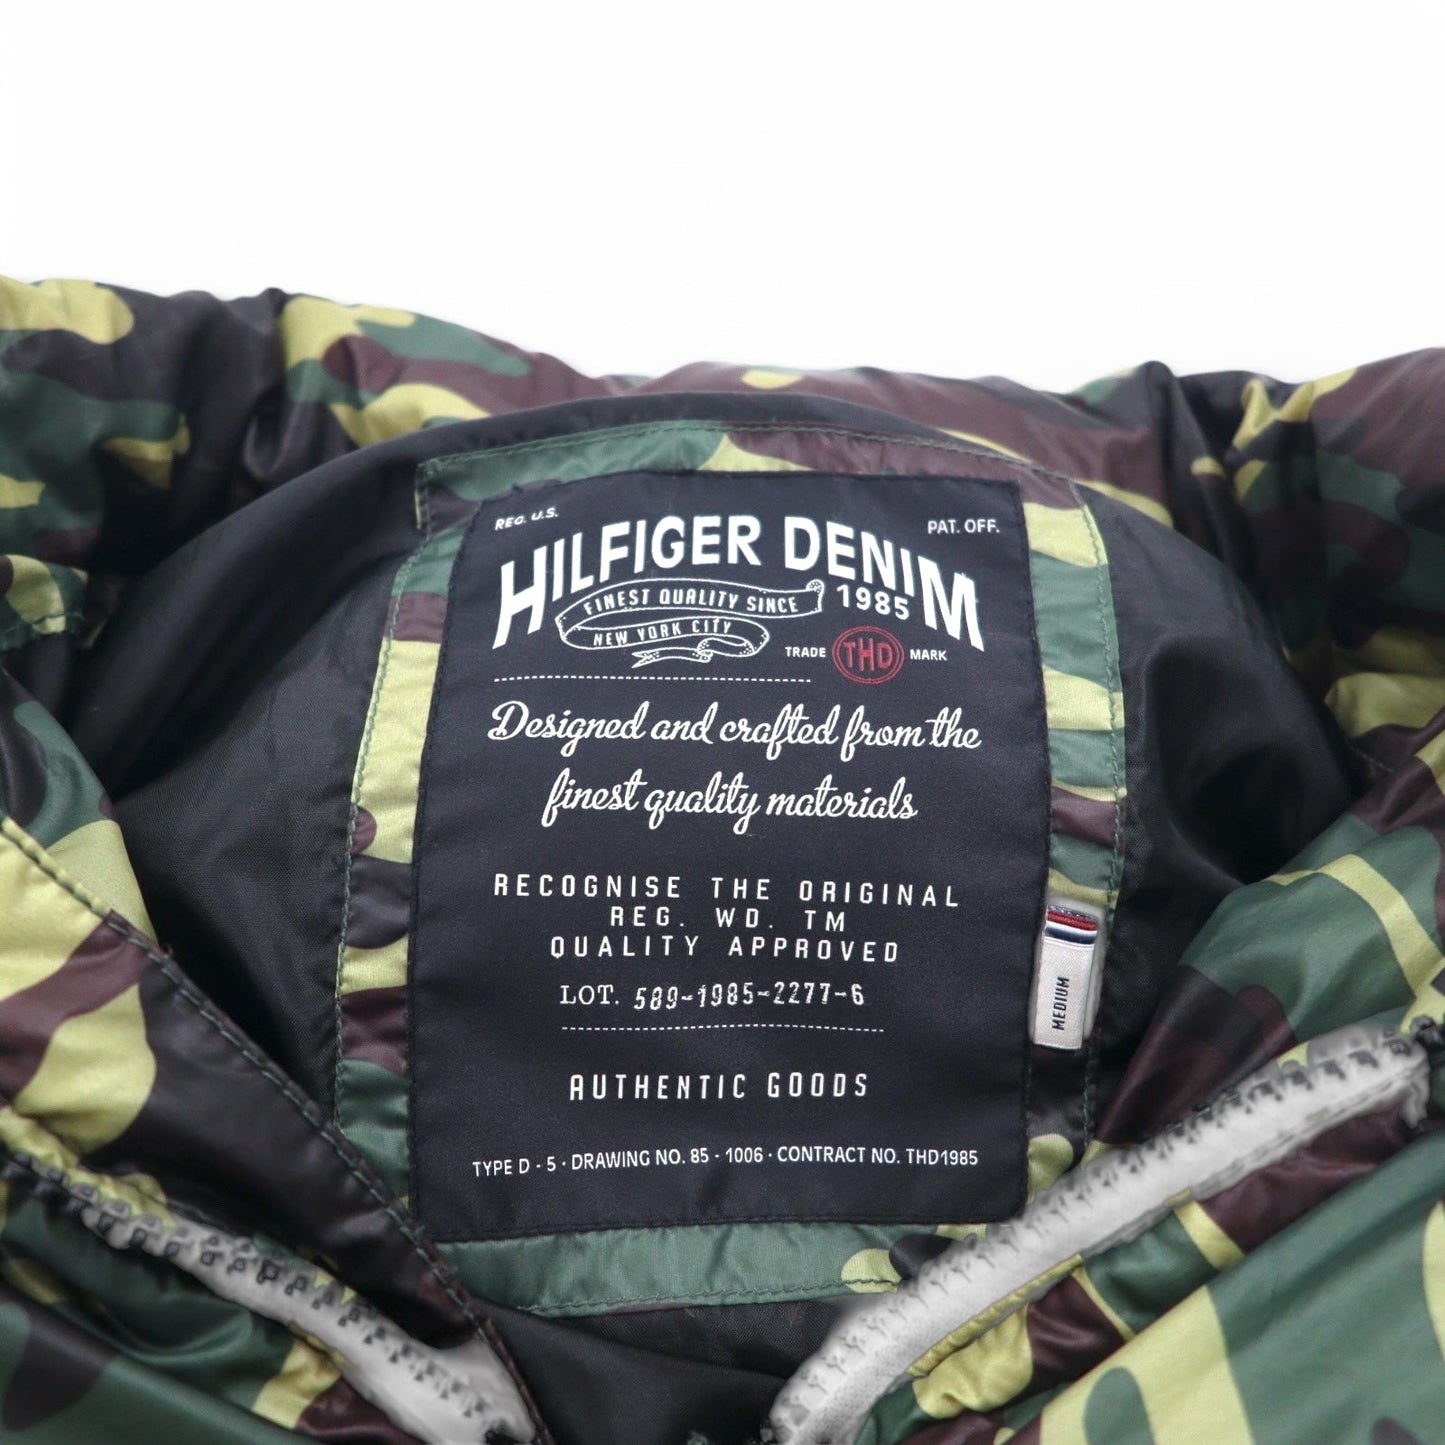 REG. U.S.
PAT. OFF.
HILFIGER DENIM
FINEST QUALITY SINCE
1985
NEW YORK CITY
TRADE THD MARK
Designed and crafted from the
finest quality materials
RECOGNISE THE ORIGINAL
REG. WD. TM
QUALITY APPROVED
LOT. 589-1985-2277-6
AUTHENTIC GOODS
TYPE D - 5 · DRAWING NO. 85 - 1006 · CONTRACT NO. THD1985
MEDIUM